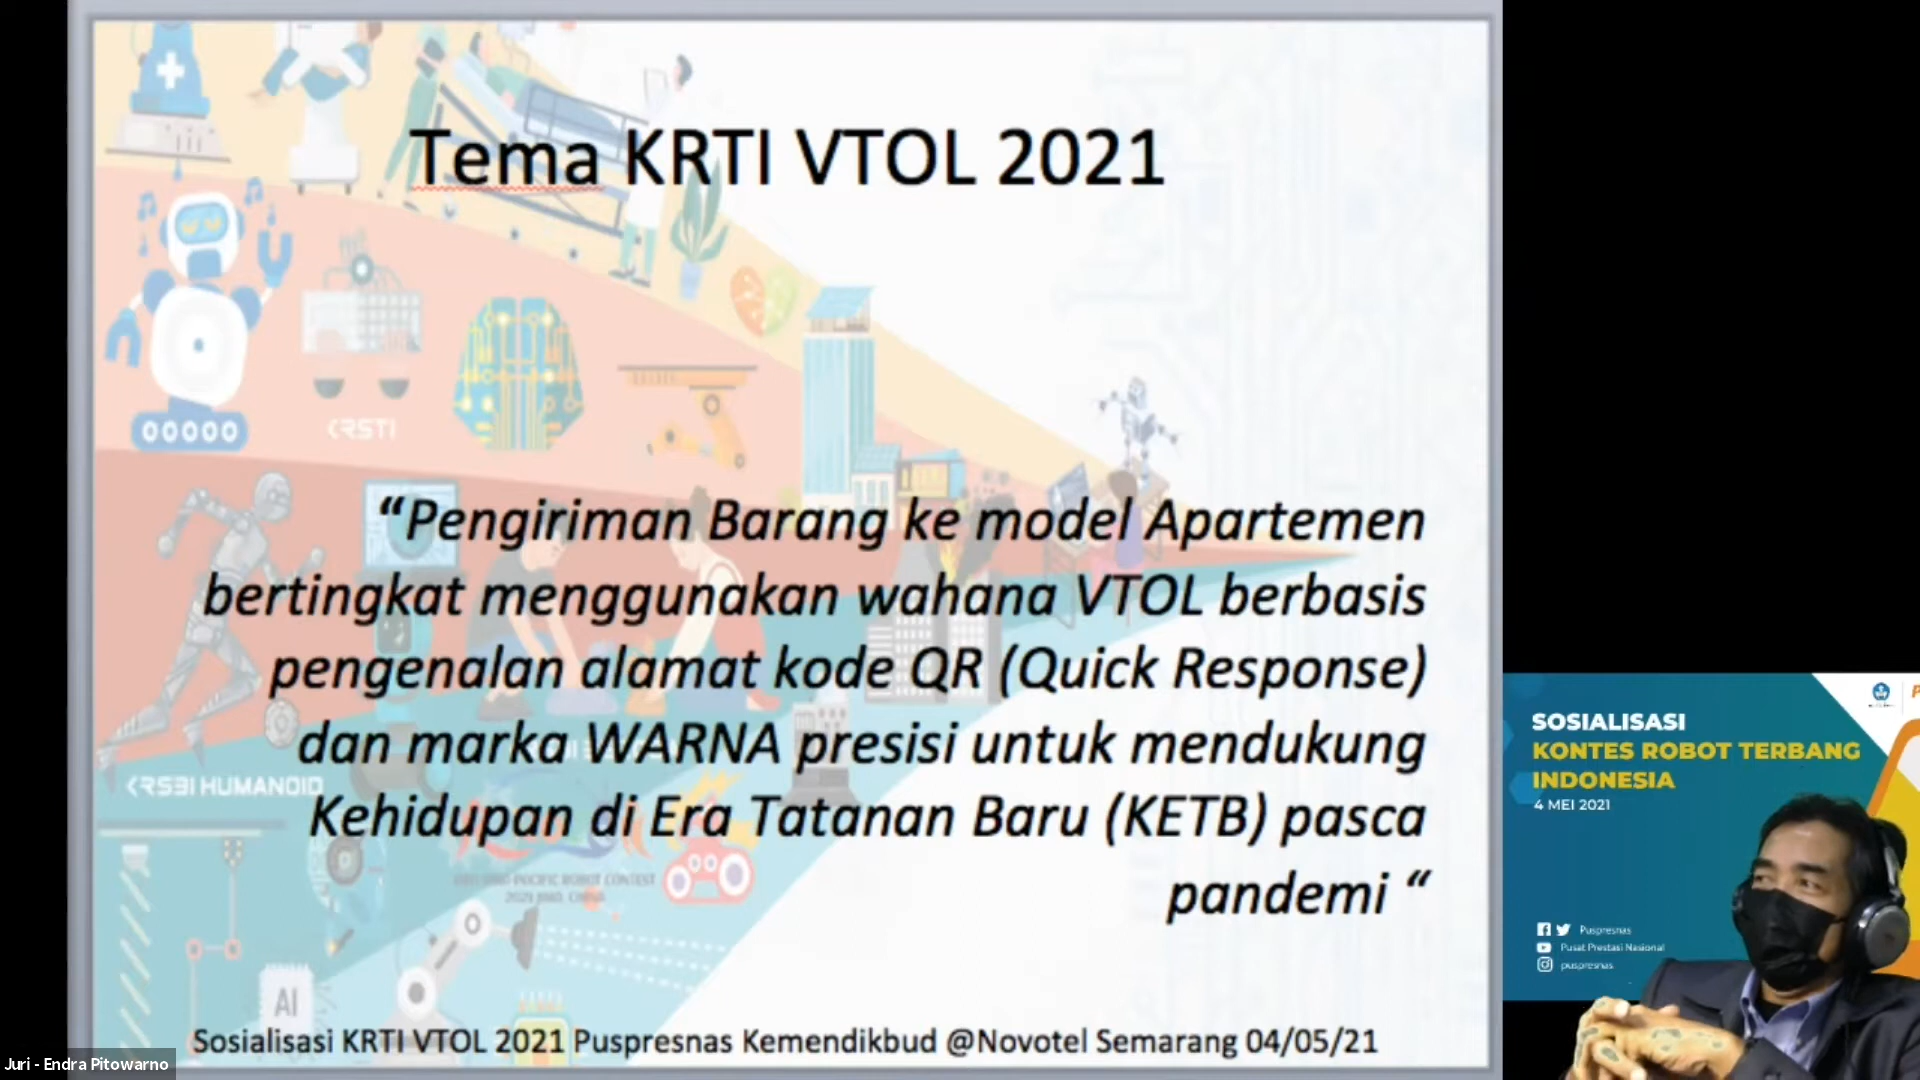 Tema KRTI VTOL 2021
KRSTI
“Pengiriman Barang ke model Apartemen
bertingkat menggunakan wahana VTOL berbasis
pengenalan alamat kode QR (Quick Response)
dan marka WARNA presisi untuk mendukung
Kehidupan di Era Tatanan Baru (KETB) pasca
pandemi “
KRSBI HUMANOID
AI
Sosialisasi KRTI VTOL 2021 Puspresnas Kemendikbud @Novotel Semarang 04/05/21
Juri - Endra Pitowarno
SOSIALISASI
KONTES ROBOT TERBANG
INDONESIA
4 MEI 2021
Puspresnas
Pusat Prestasi Nasional
puspresnas